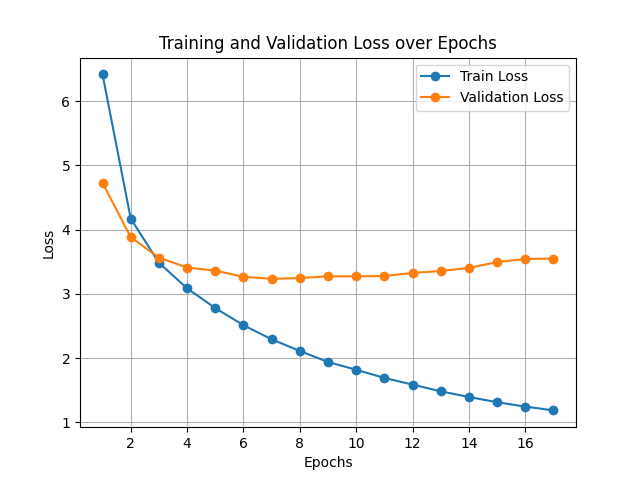 Training and Validation Loss over Epochs
Train Loss
Validation Loss
6
5
4
3
2
1
Loss
2 4 6 8 10 12 14 16
Epochs